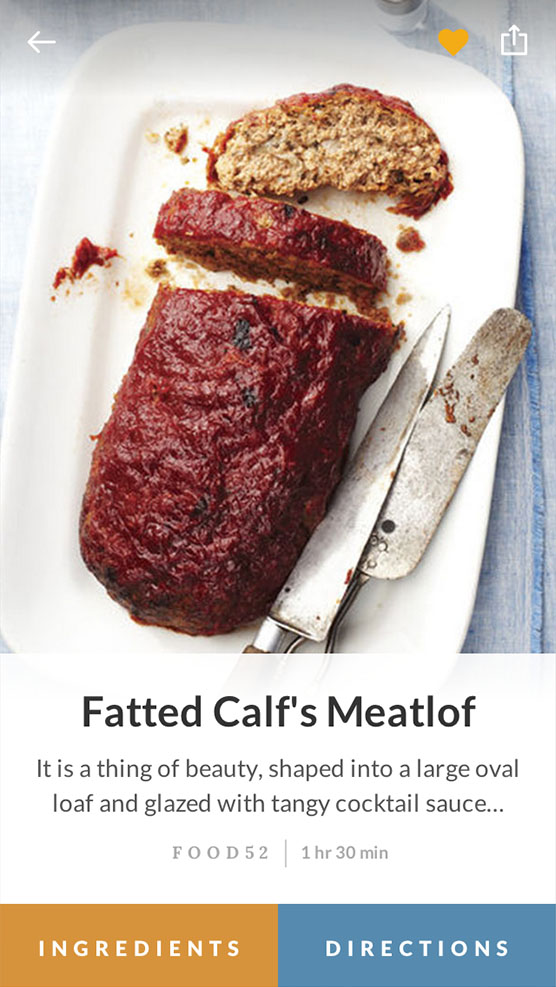 Fatted Calf's Meatlof
It is a thing of beauty, shaped into a large oval
loaf and glazed with tangy cocktail sauce...
FOOD52 | 1 hr 30 min
INGREDIENTS DIRECTIONS